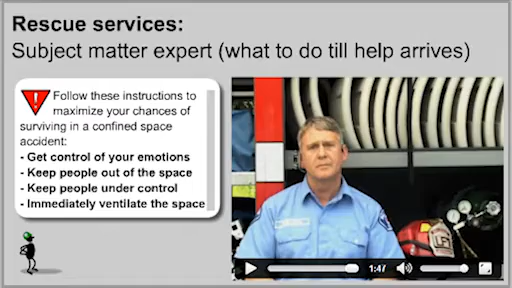 Rescue services:
Subject matter expert (what to do till help arrives)
Follow these instructions to
maximize your chances of
surviving in a confined space
accident:
- Get control of your emotions
- Keep people out of the space
- Keep people under control
- Immediately ventilate the space
1:47